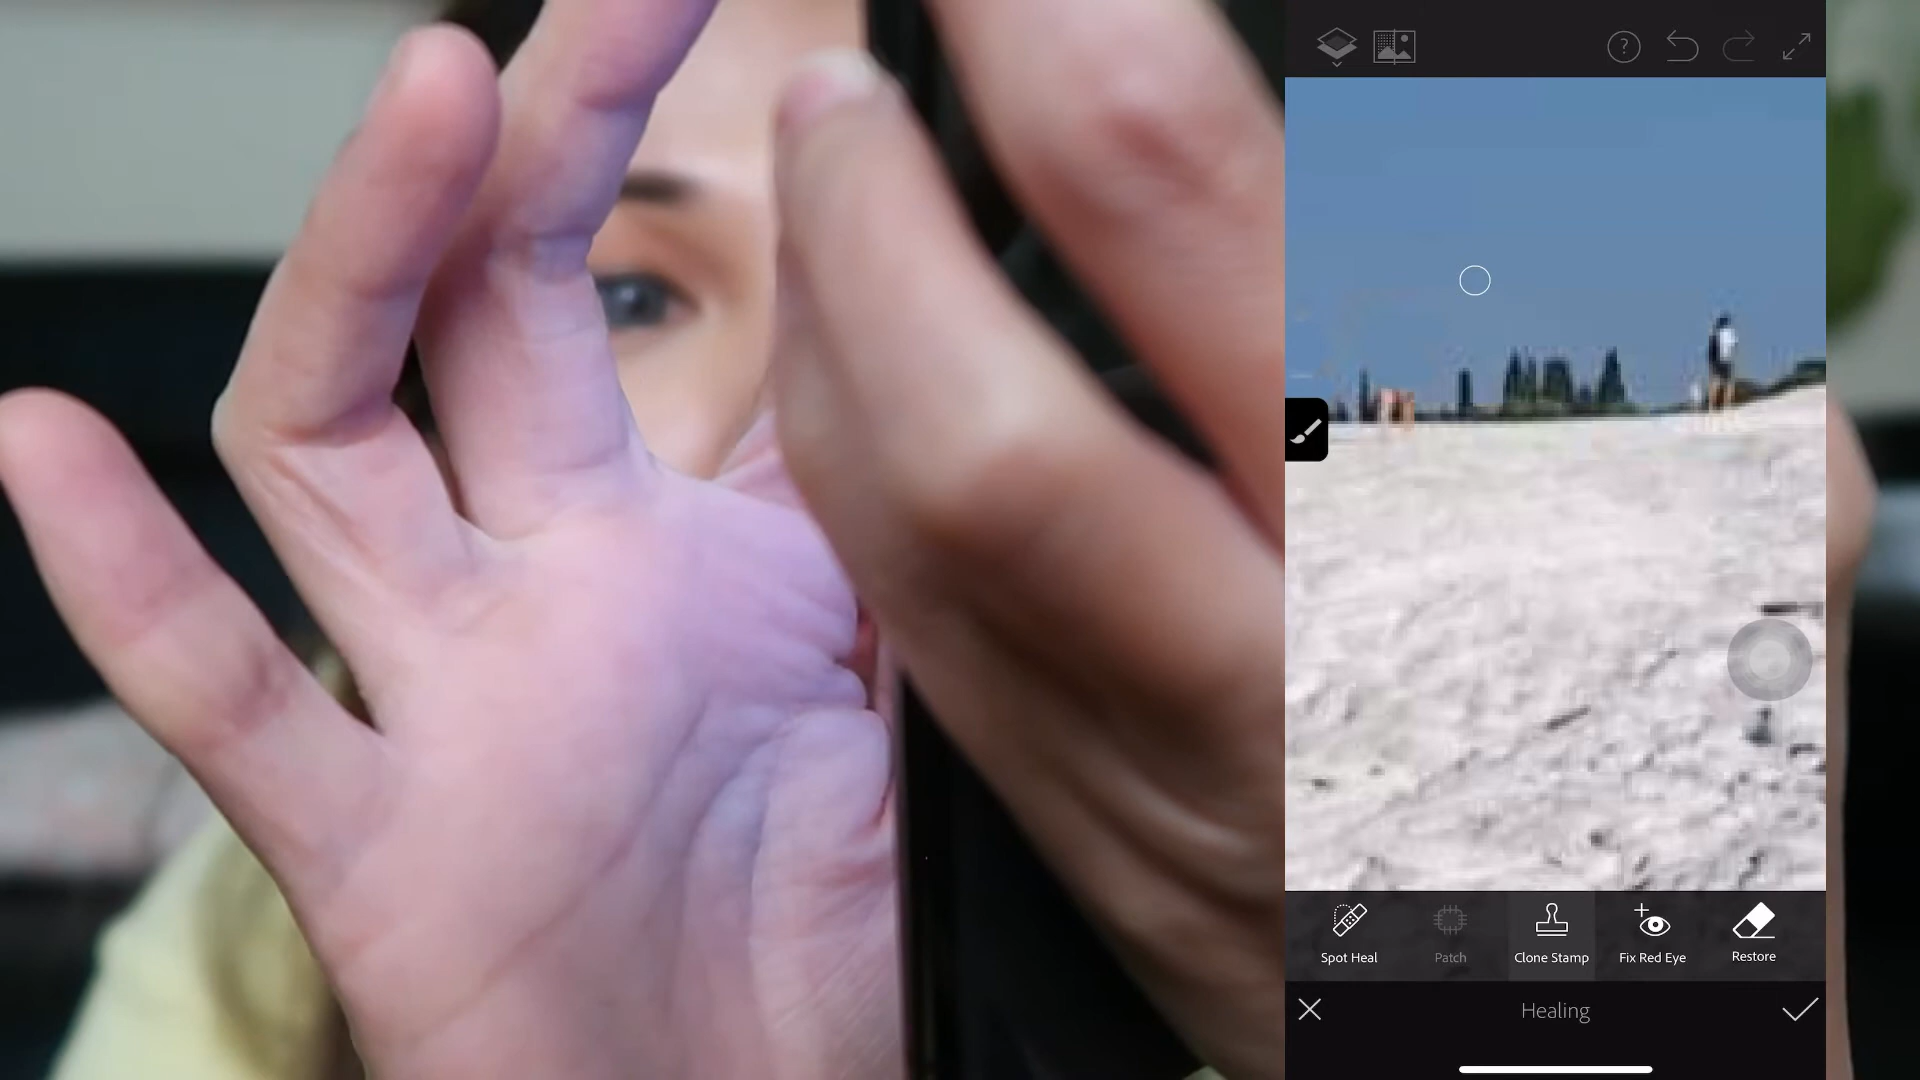 ?
Spot Heal
Patch
Clone Stamp
Fix Red Eye
Restore
Healing